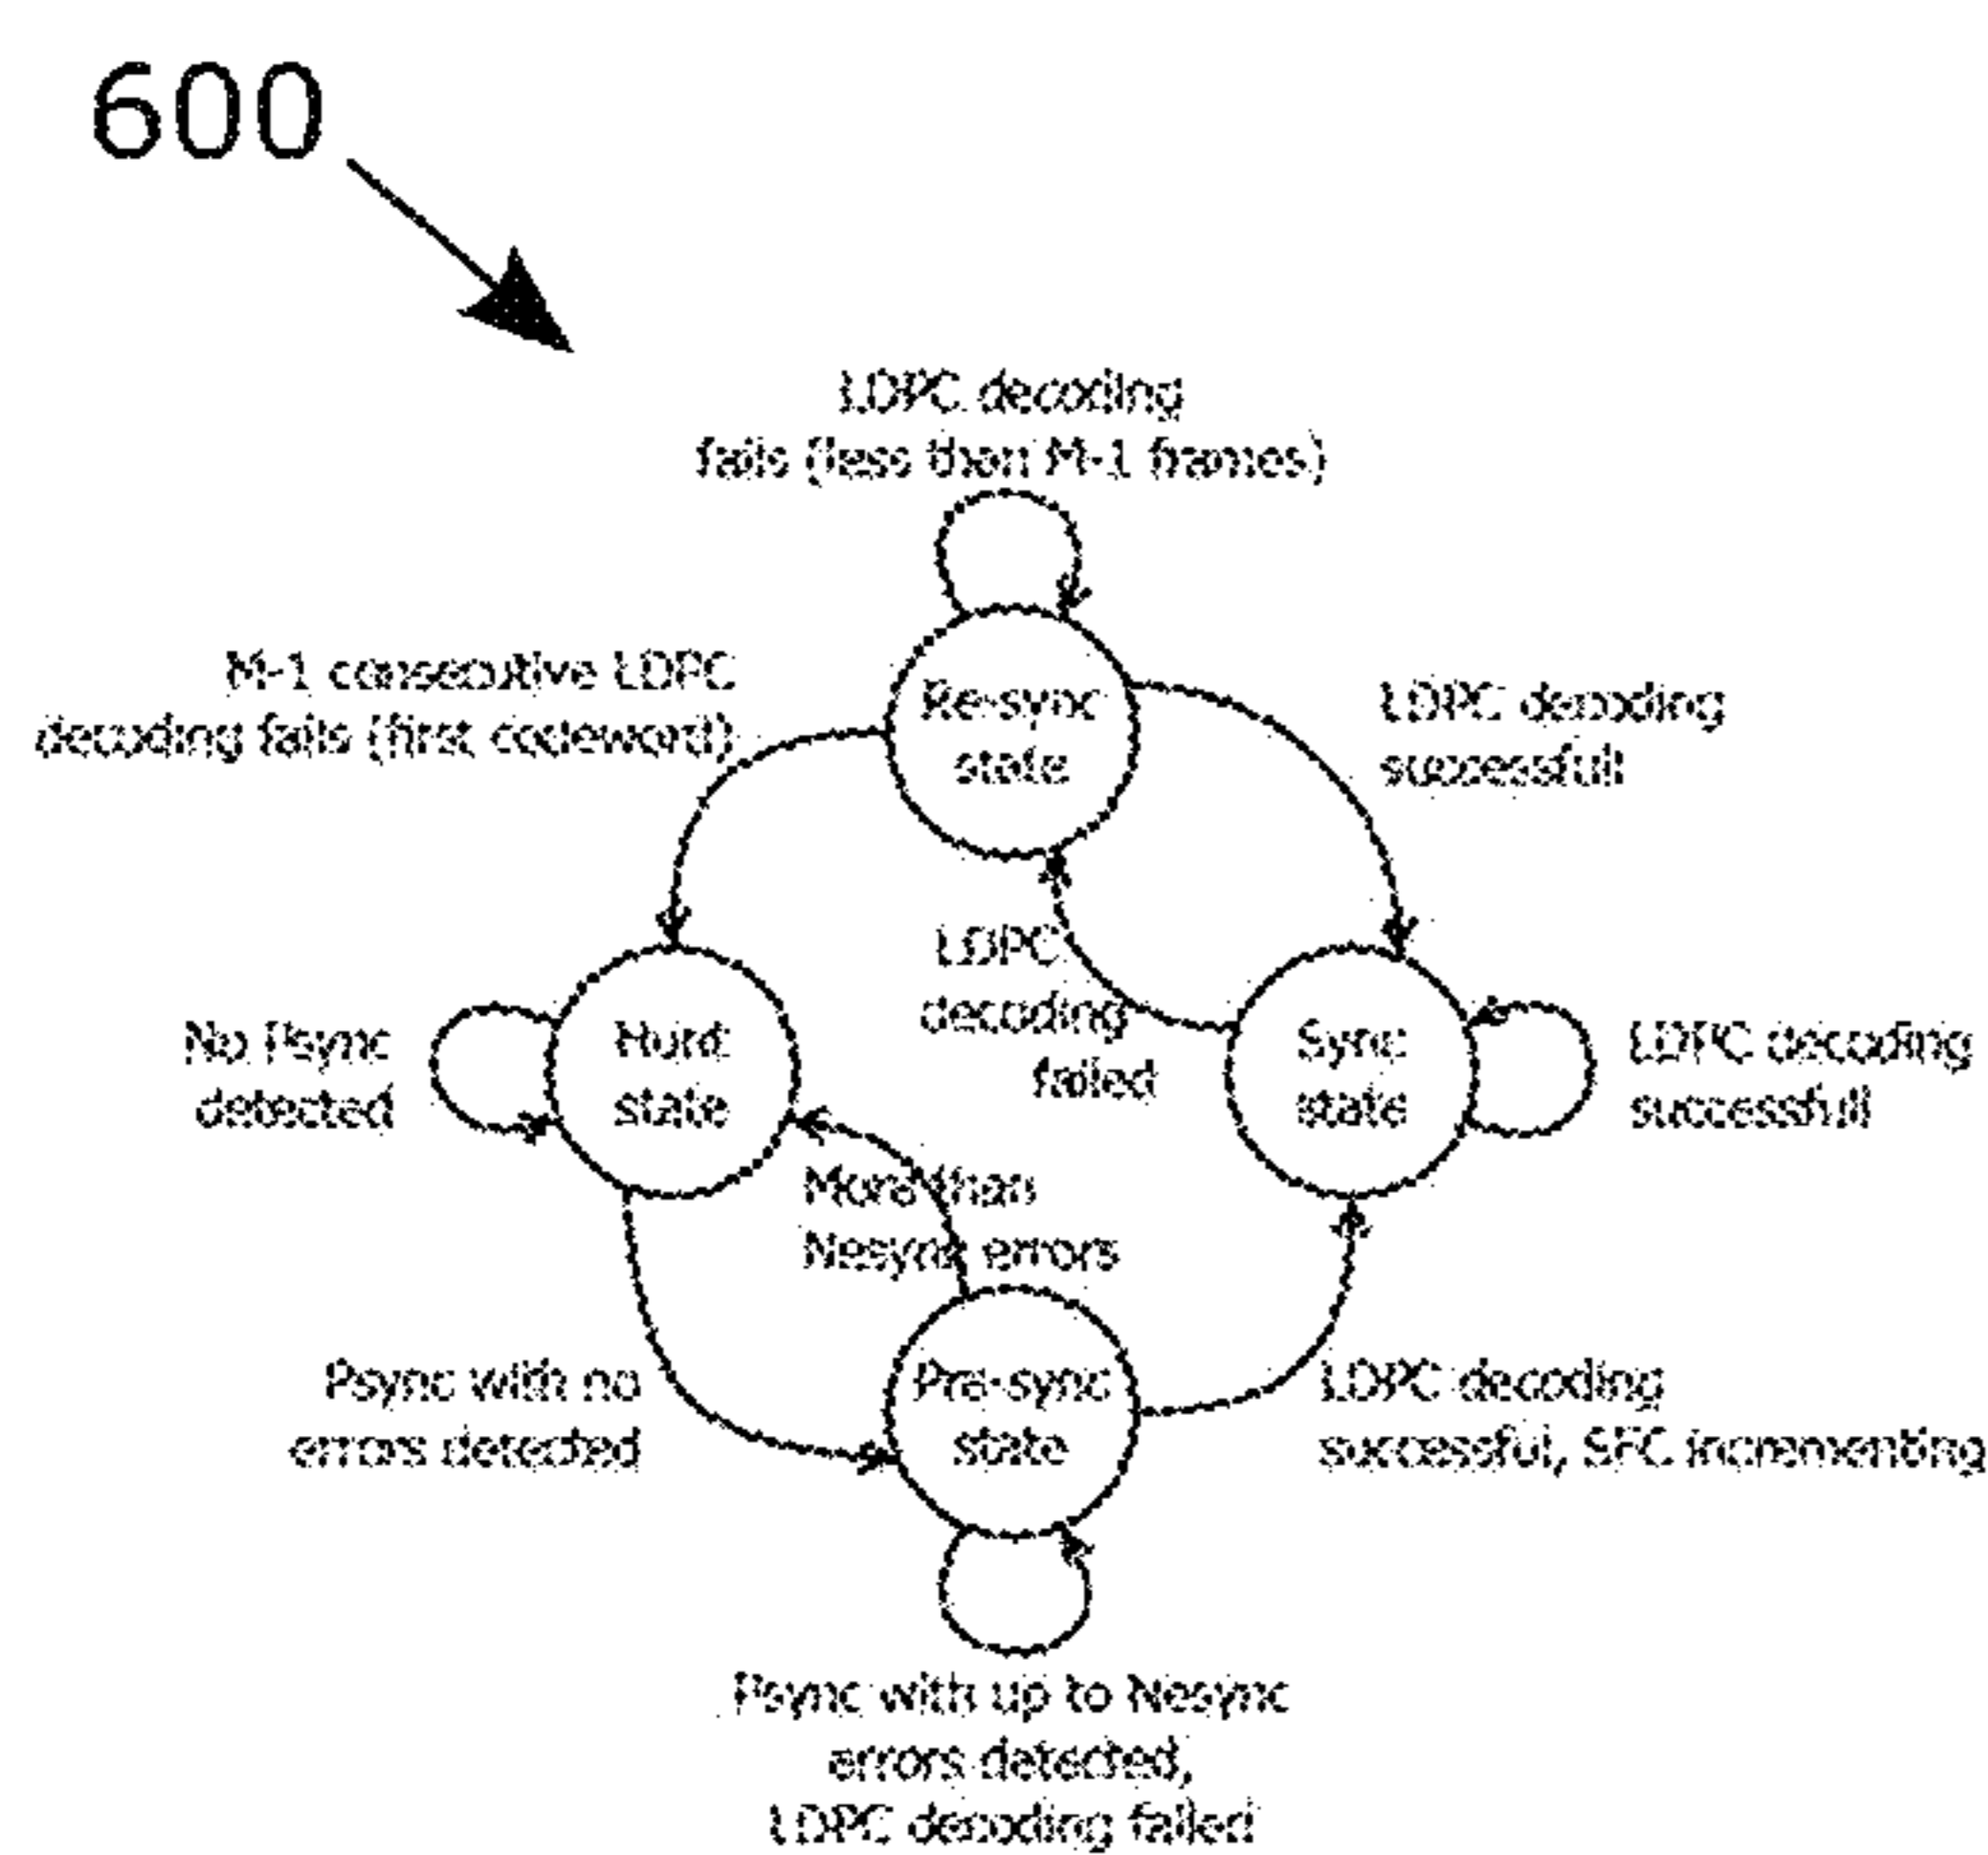 600
LDPC decoding
fails (less than M-1 frames)
M-1 consecutive LDPC
decoding fails (first codeword)
Re-sync
state
LDPC decoding
successfull
LDPC
decoding
failed
No Psync
detected
Hunt
state
Sync
state
LDPC decoding
successfull
More than
Nesync errors
Psync with no
errors detected
Pre-sync
state
LDPC decoding
successful, SFC incrementing
Psync with up to Nesync
errors detected,
LDPC decoding failed